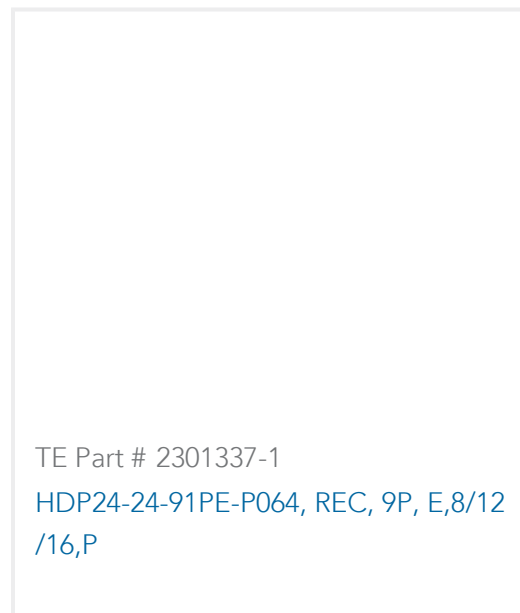 TE Part # 2301337-1
HDP24-24-91PE-P064, REC, 9P, E,8/12
/16,P